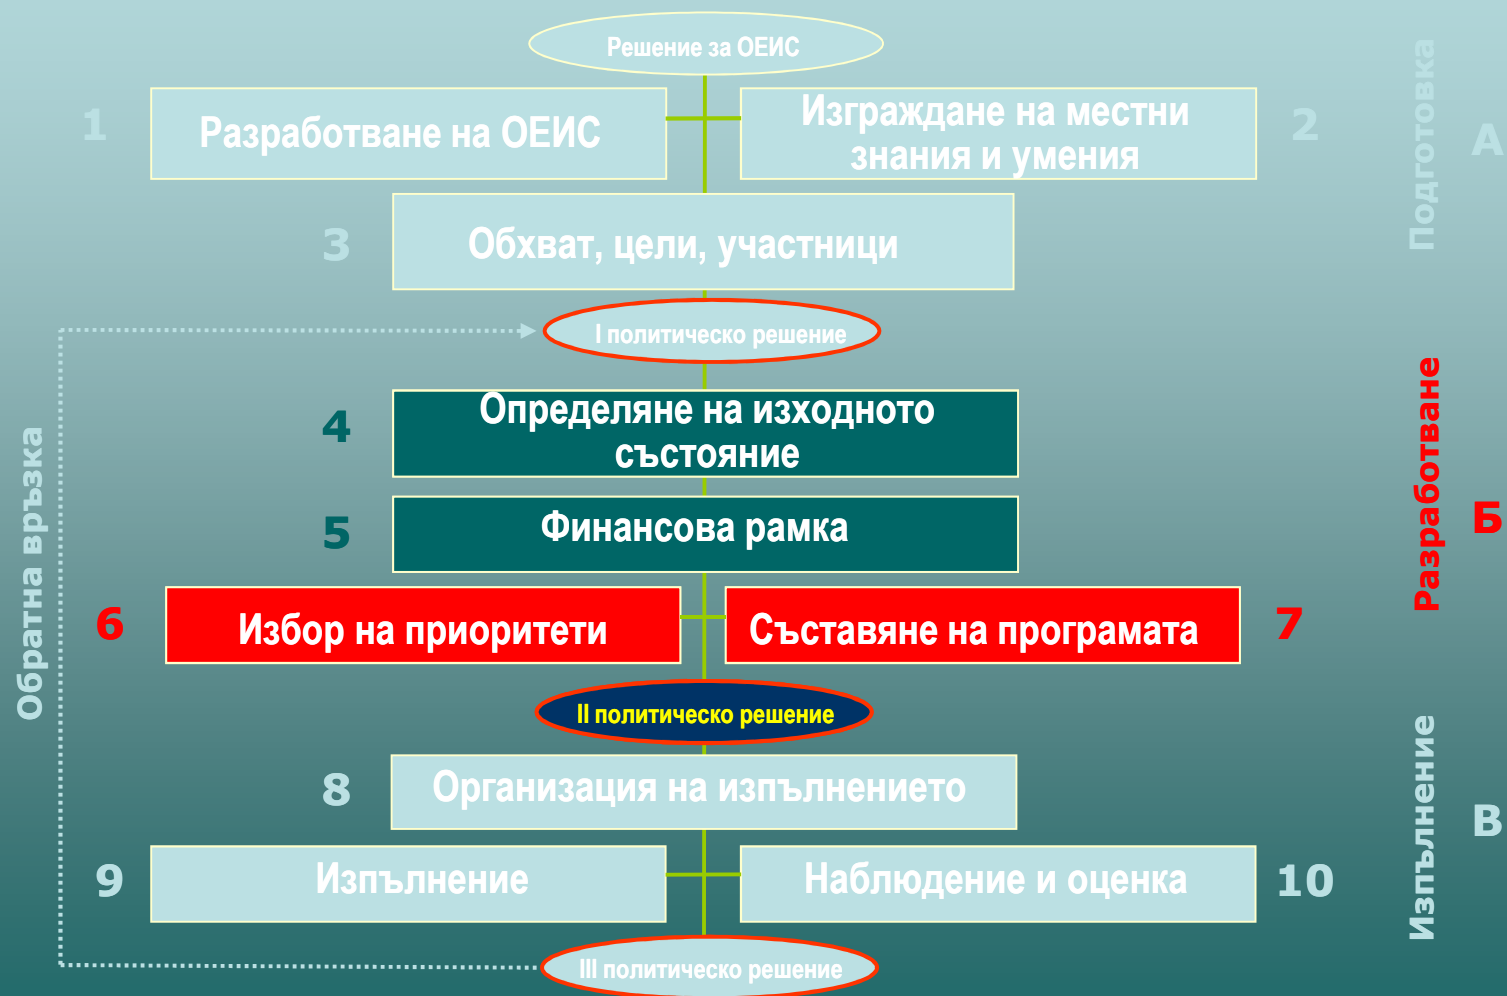 Решение за ОЕИС
1
Разработване на ОЕИС
Изграждане на местни
знания и умения
2
Подготовка
А
3
Обхват, цели, участници
I политическо решение
4
Определяне на изходното
състояние
5
Финансова рамка
Разработване
Б
6
Избор на приоритети
Съставяне на програмата
7
Обратна връзка
II политическо решение
8
Организация на изпълнението
Изпълнение
В
9
Изпълнение
Наблюдение и оценка
10
III политическо решение